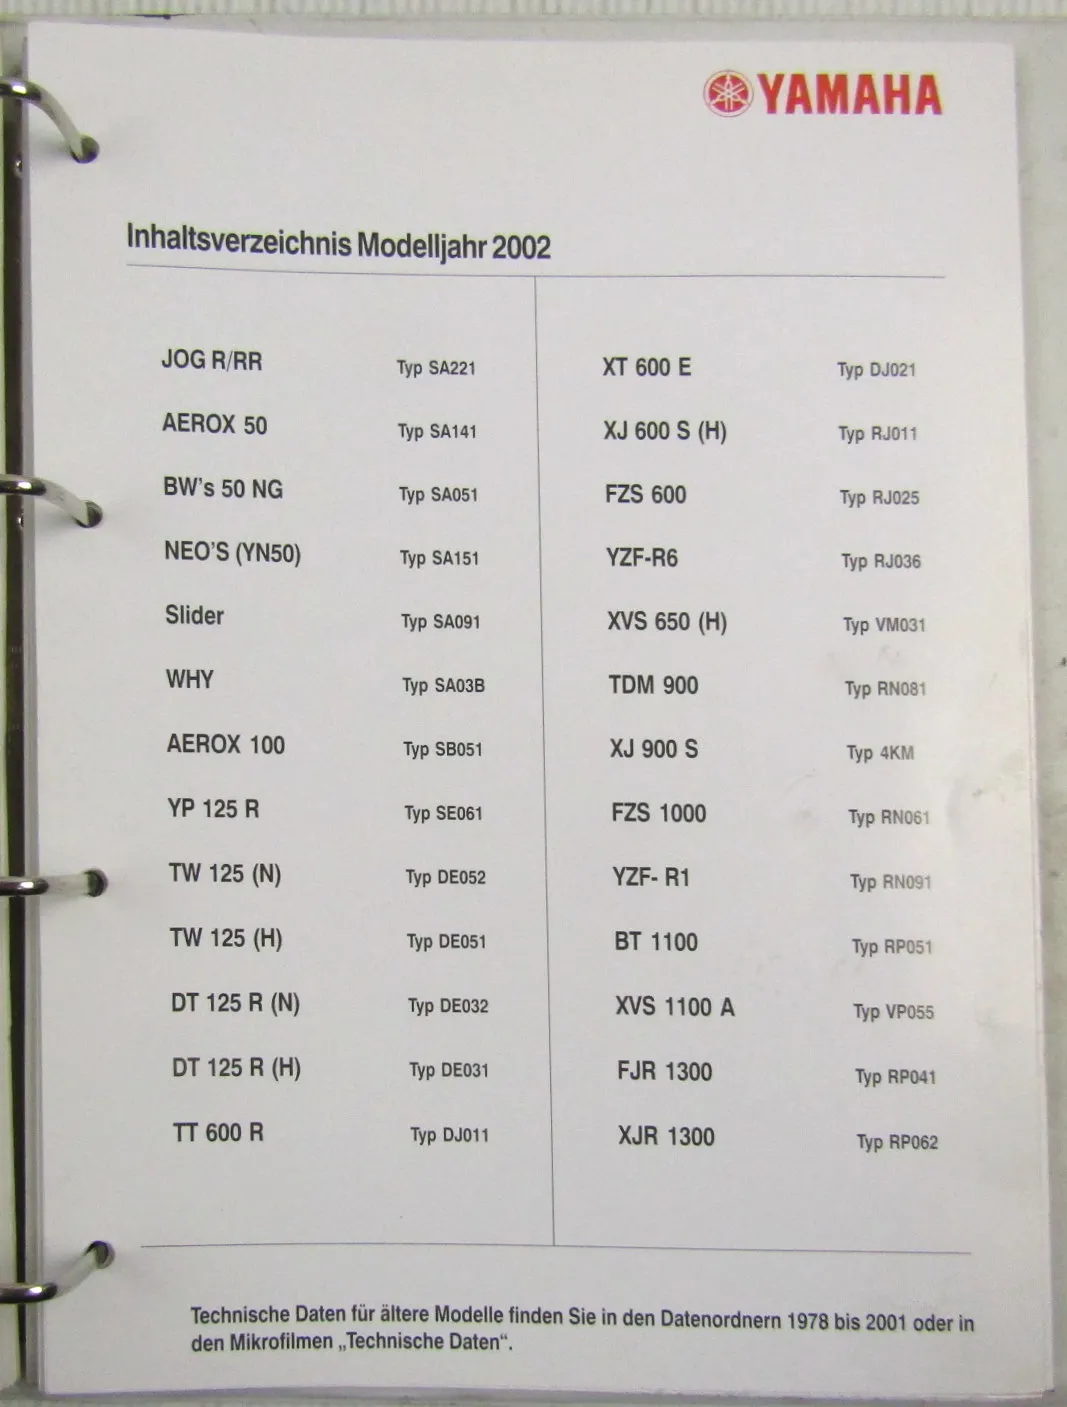 YAMAHA
Inhaltsverzeichnis Modelljahr 2002
JOG R/RR Typ SA221
AEROX 50 Typ SA141
BW's 50 NG Typ SA051
NEO'S (YN50) Typ SA151
Slider Typ SA091
WHY Typ SA03B
AEROX 100 Typ SB051
YP 125 R Typ SE061
TW 125 (N) Typ DE052
TW 125 (H) Typ DE051
DT 125 R (N) Typ DE032
DT 125 R (H) Typ DE031
TT 600 R Typ DJ011
XT 600 E Typ DJ021
XJ 600 S (H) Typ RJ011
FZS 600 Typ RJ025
YZF-R6 Typ RJ036
XVS 650 (H) Typ VM031
TDM 900 Typ RN081
XJ 900 S Typ 4KM
FZS 1000 Typ RN061
YZF- R1 Typ RN091
BT 1100 Typ RP051
XVS 1100 A Typ VP055
FJR 1300 Typ RP041
XJR 1300 Typ RP062
Technische Daten für ältere Modelle finden Sie in den Datenordnern 1978 bis 2001 oder in
den Mikrofilmen „Technische Daten“.